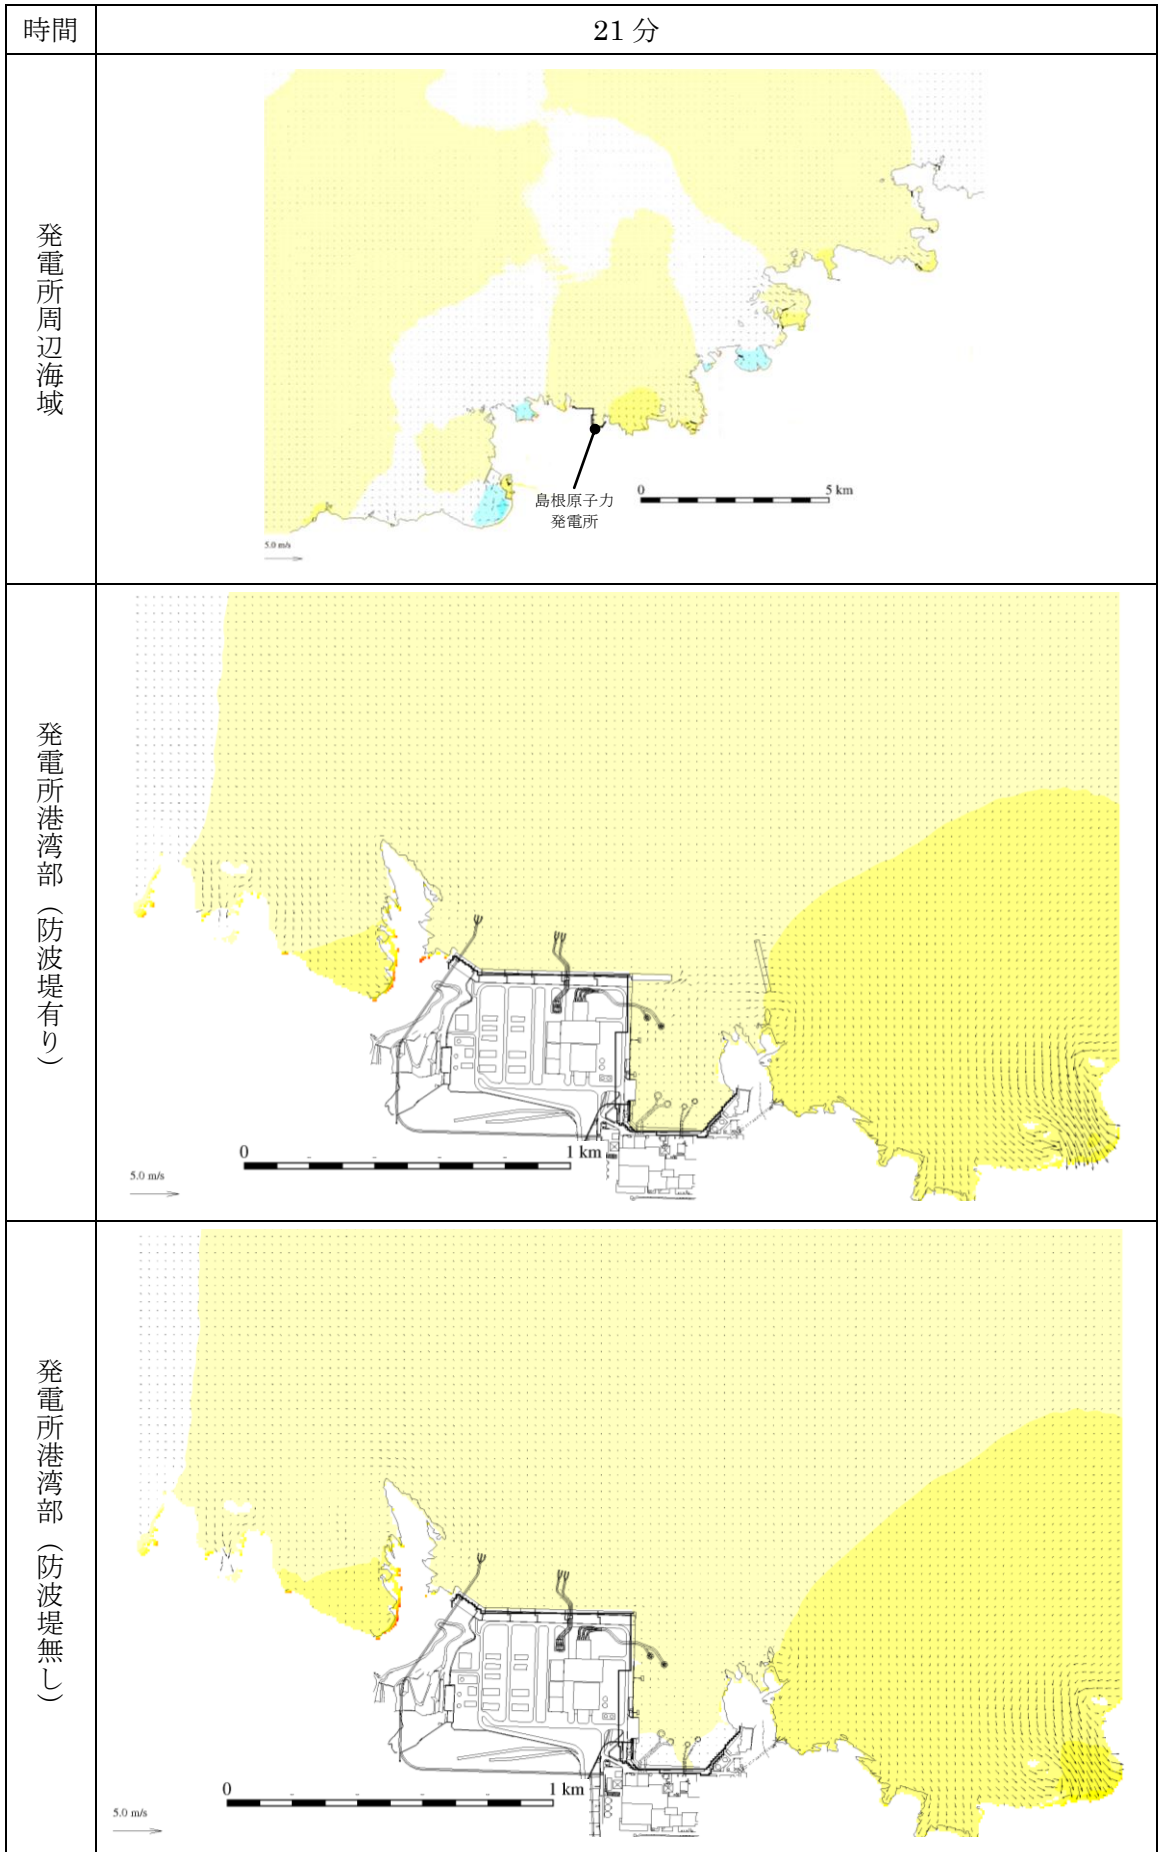 時間
21 分
発電所周辺海域
島根原子力
発電所
0 5 km
5.0 m/s
発電所港湾部（防波堤有り）
0 1 km
5.0 m/s
発電所港湾部（防波堤無し）
0 1 km
5.0 m/s